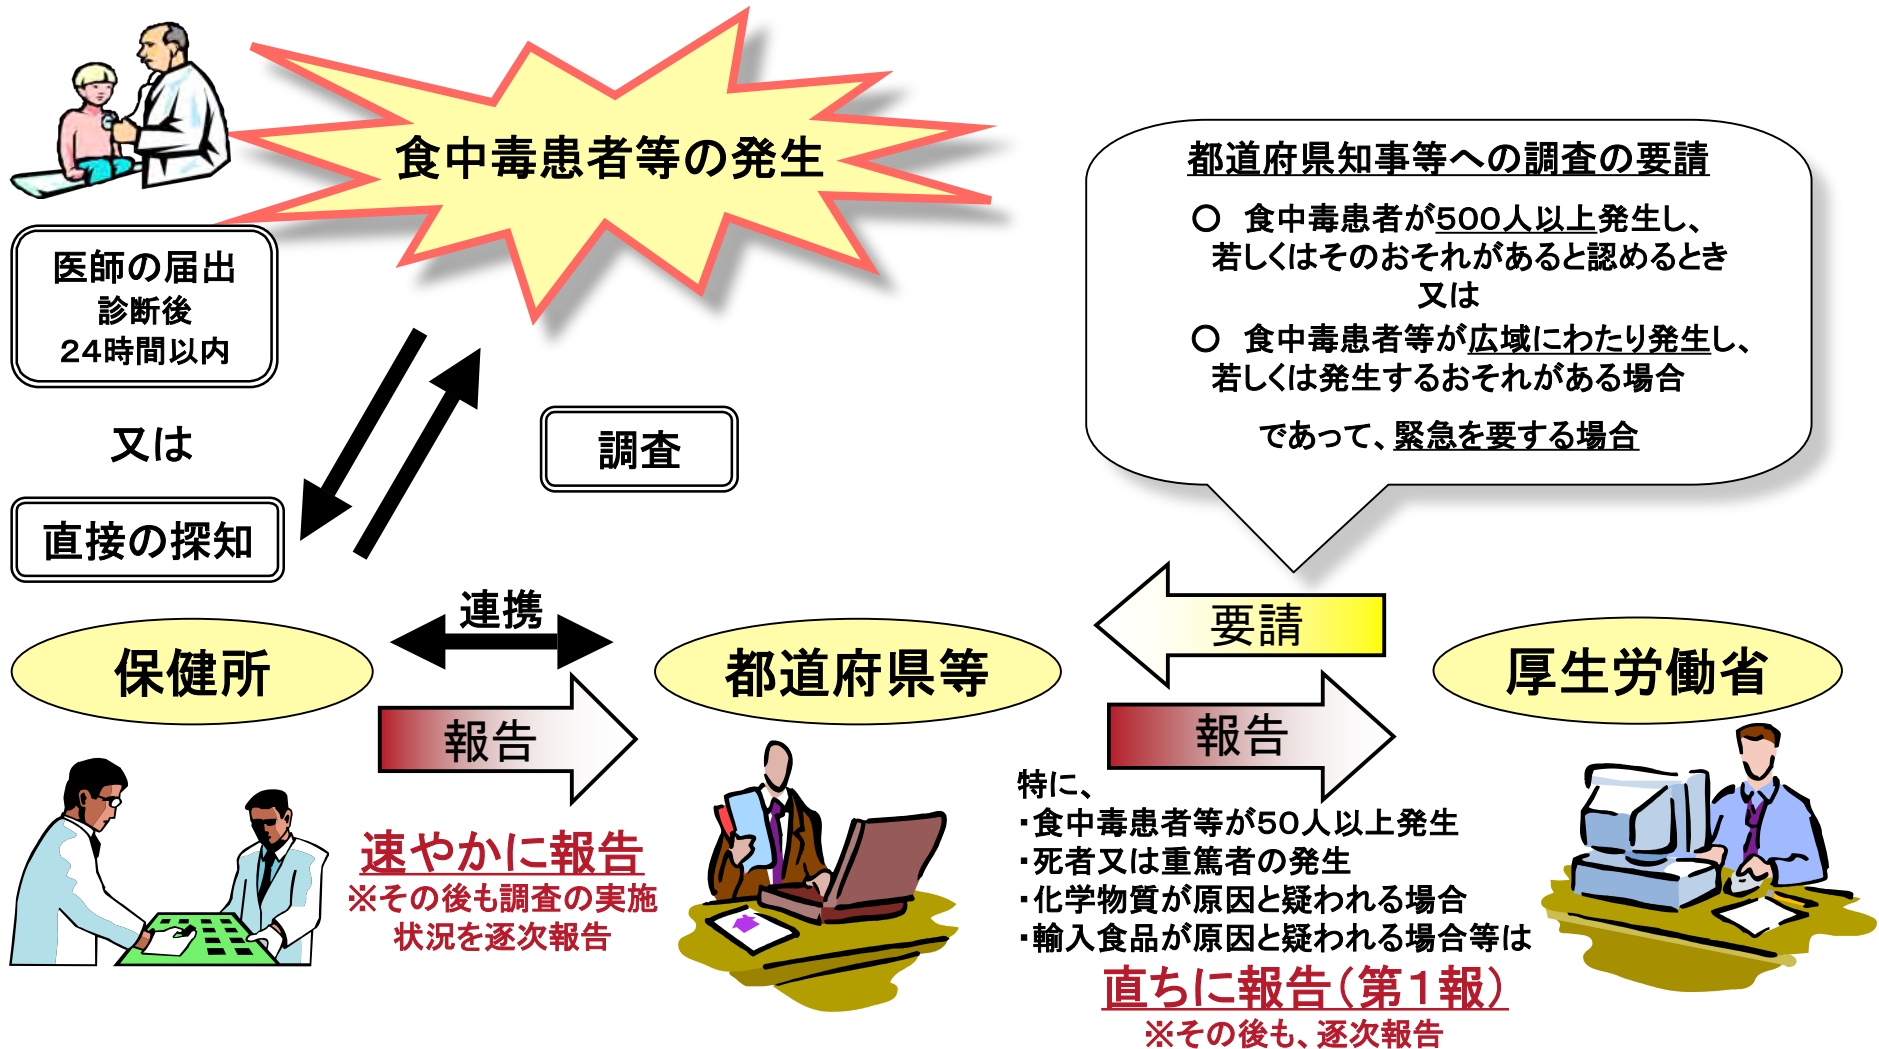 食中毒患者等の発生
医師の届出
診断後
24時間以内
又は
直接の探知
調査
都道府県知事等への調査の要請
○ 食中毒患者が500人以上発生し、
若しくはそのおそれがあると認めるとき
又は
○ 食中毒患者等が広域にわたり発生し、
若しくは発生するおそれがある場合
であって、緊急を要する場合
連携
要請
保健所
都道府県等
厚生労働省
報告
報告
速やかに報告
※その後も調査の実施
状況を逐次報告
特に、
・食中毒患者等が50人以上発生
・死者又は重篤者の発生
・化学物質が原因と疑われる場合
・輸入食品が原因と疑われる場合等は
直ちに報告(第1報)
※その後も、逐次報告